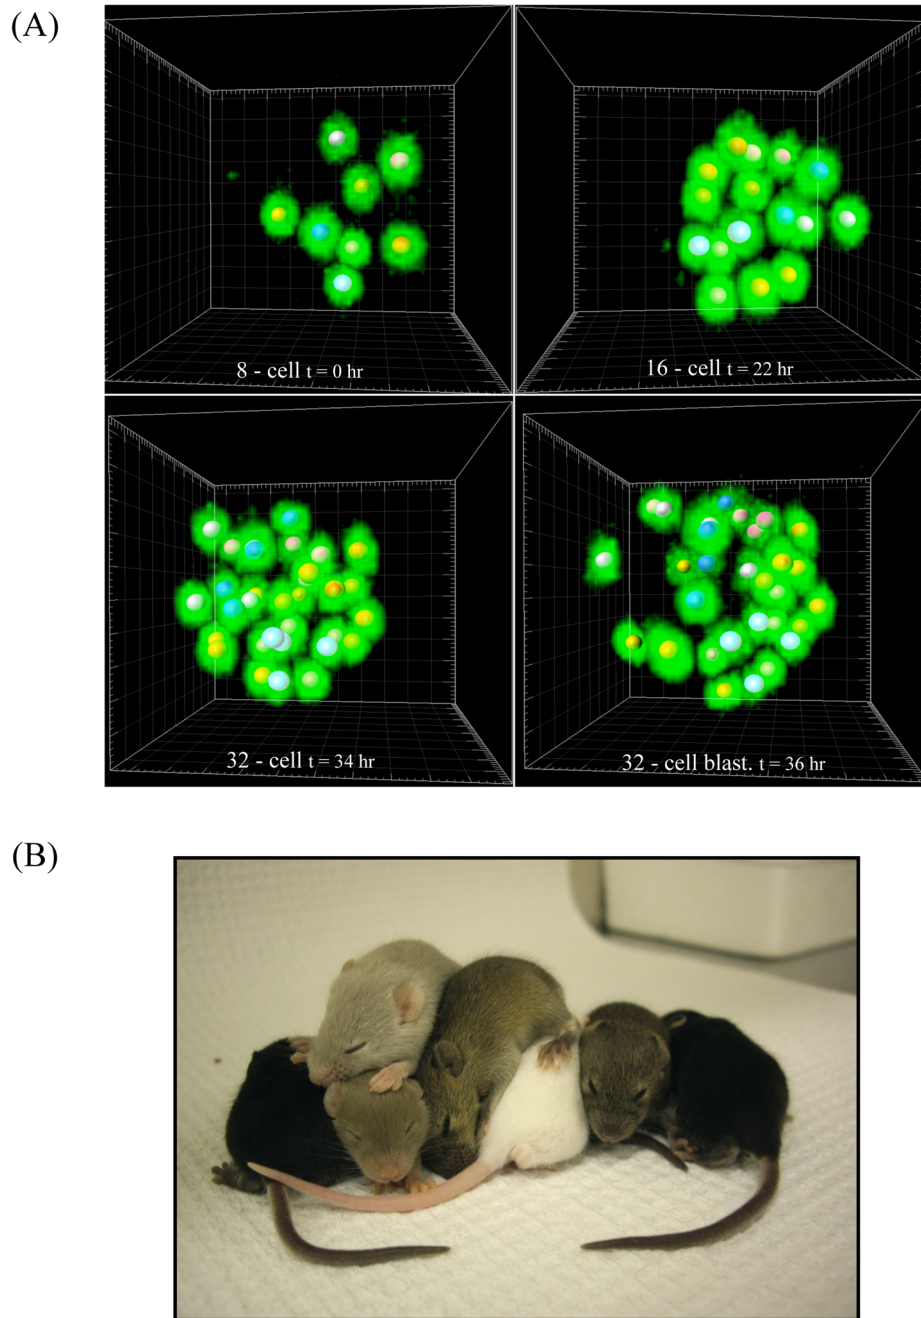 (A)
8 - cell t = 0 hr
16 - cell t = 22 hr
32 - cell t = 34 hr
32 - cell blast. t = 36 hr
(B)